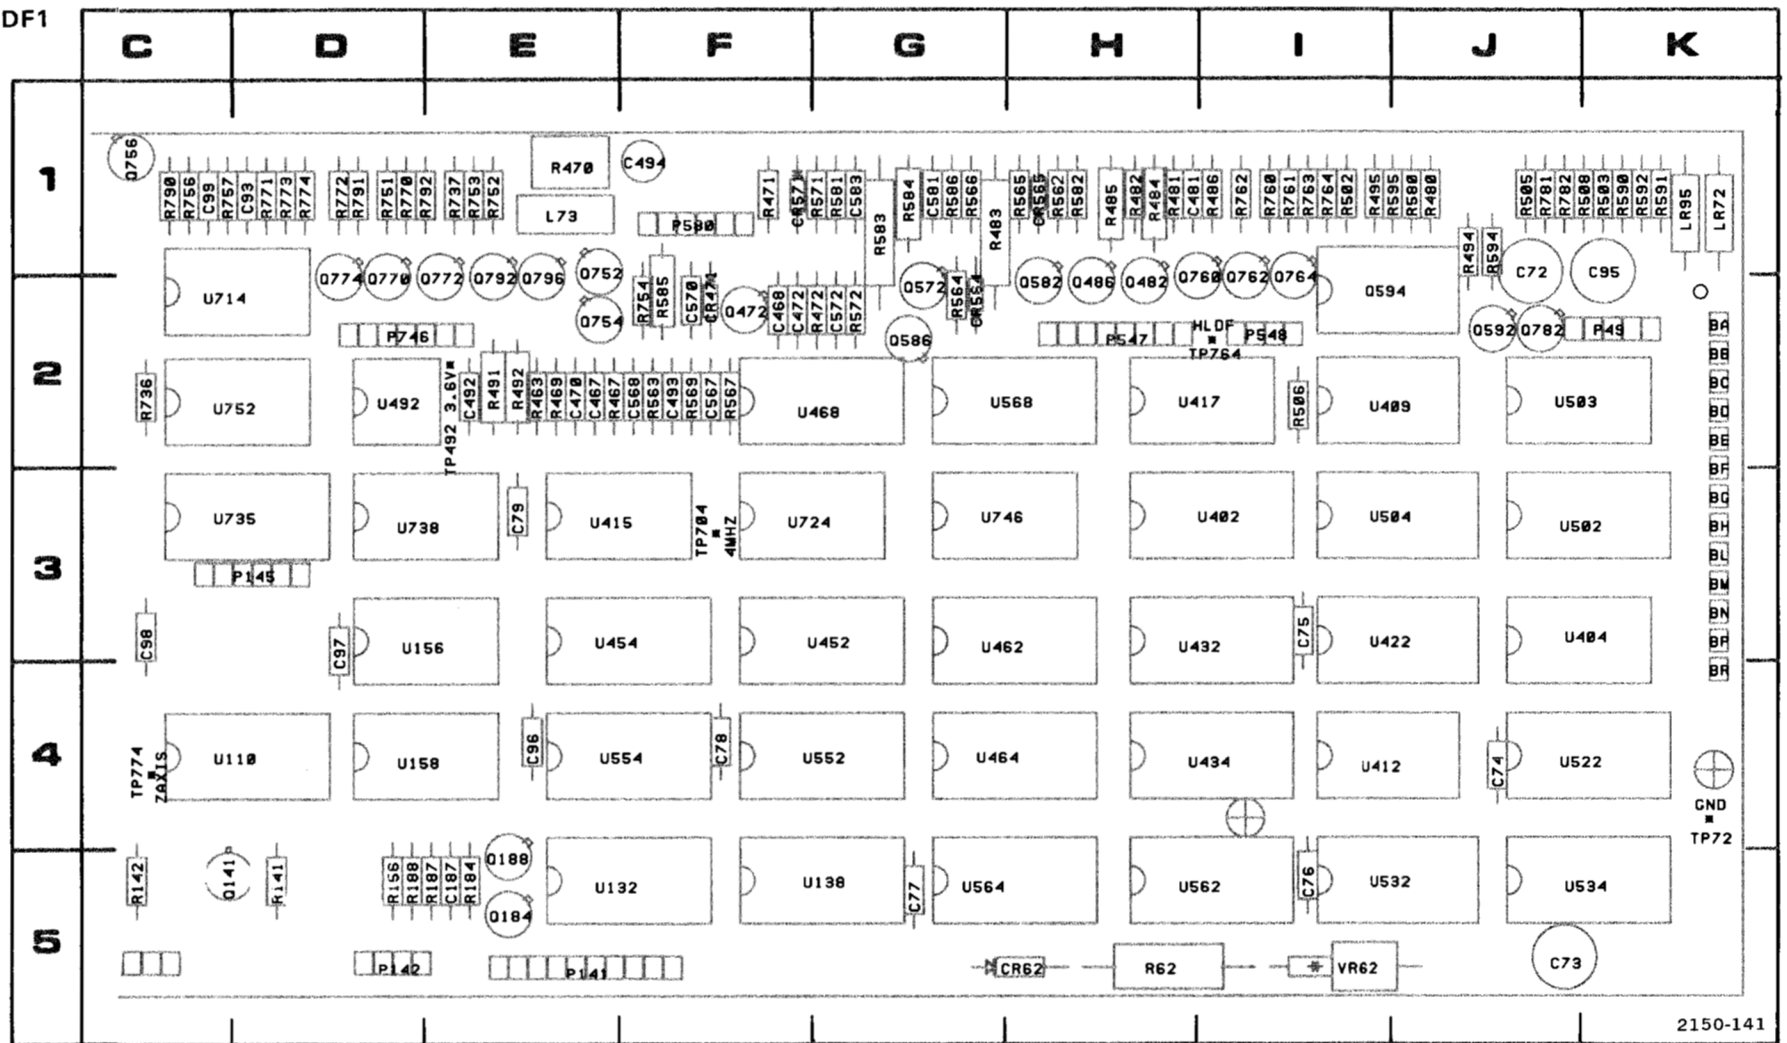 DF1
C D E F G H I J K
1
Q756 R790 R756 C99 R757 C93 R771 R773 R774 R772 R791 R751 R770 R792 R737 R753 R752 R470 C494 R471 CR571 R571 R581 C583 R583 R584 C581 R586 R566 R483 R565 CR565 R562 R582 R485 R482 R484 R481 C481 R486 R762 R760 R761 R763 R764 R502 R495 R595 R580 R480 R505 R781 R782 R508 R503 R590 R592 R591 LR95 LR72
L73 P580
R494 R594
U714 Q774 Q770 Q772 Q792 Q796 Q752 R754 R585 C570 CR471 Q472 C468 C472 R472 C572 R572 Q572 R564 CR564 Q582 Q486 Q482 Q760 Q762 Q764 Q594 C72 C95
Q754
P746 Q586 P547 HLDF P548 Q592 Q782 P49 BA
TP764
BB
2
R736 U752 U492 TP492 3.6V C492 R491 R492 R463 R469 C470 C467 R467 C568 R563 C493 R569 C567 R567 U468 U568 U417 R506 U409 U503 BC
BD
BE
BF
BG
U735 U738 C79 U415 TP704 4MHZ U724 U746 U402 U504 U502 BH
BL
3
P145 BM
BN
C98 C97 U156 U454 U452 U462 U432 C75 U422 U404 BP
BR
4
TP774 ZAXIS U110 U158 C96 U554 C78 U552 U464 U434 U412 C74 U522
GND
TP72
R142 Q141 R141 R156 R188 R187 C187 R184 Q188 U132 U138 C77 U564 U562 C76 U532 U534
Q184
5
P142 P141 CR62 R62 VR62 C73
2150-141